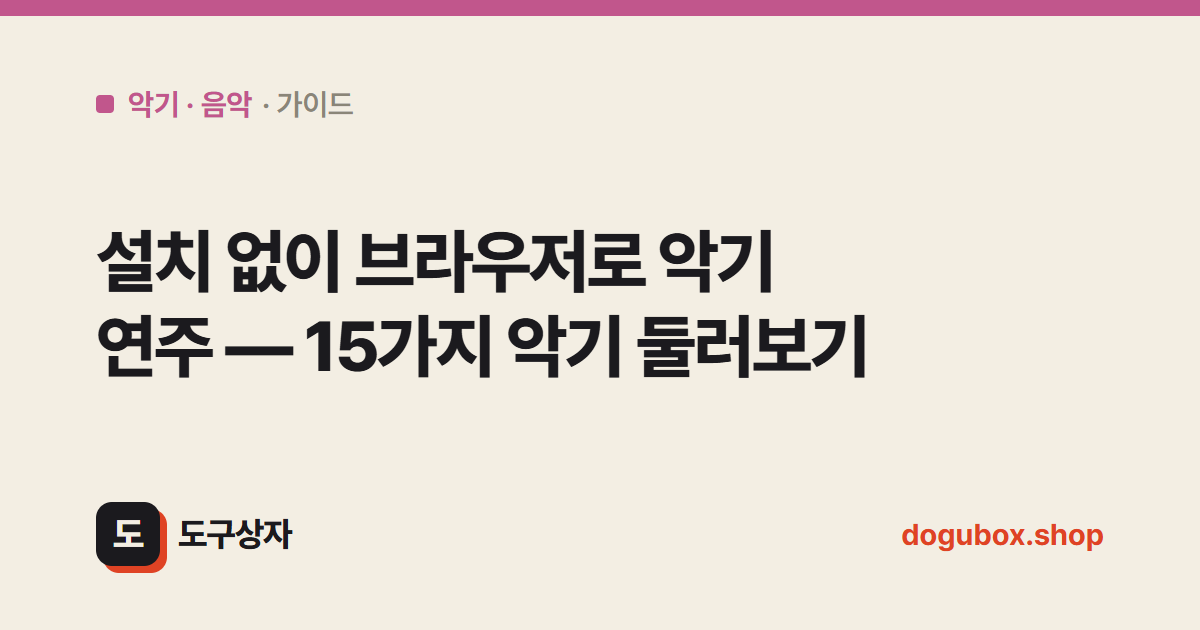 악기 · 음악 · 가이드
설치 없이 브라우저로 악기
연주 — 15가지 악기 둘러보기
도 도구상자
dogubox.shop